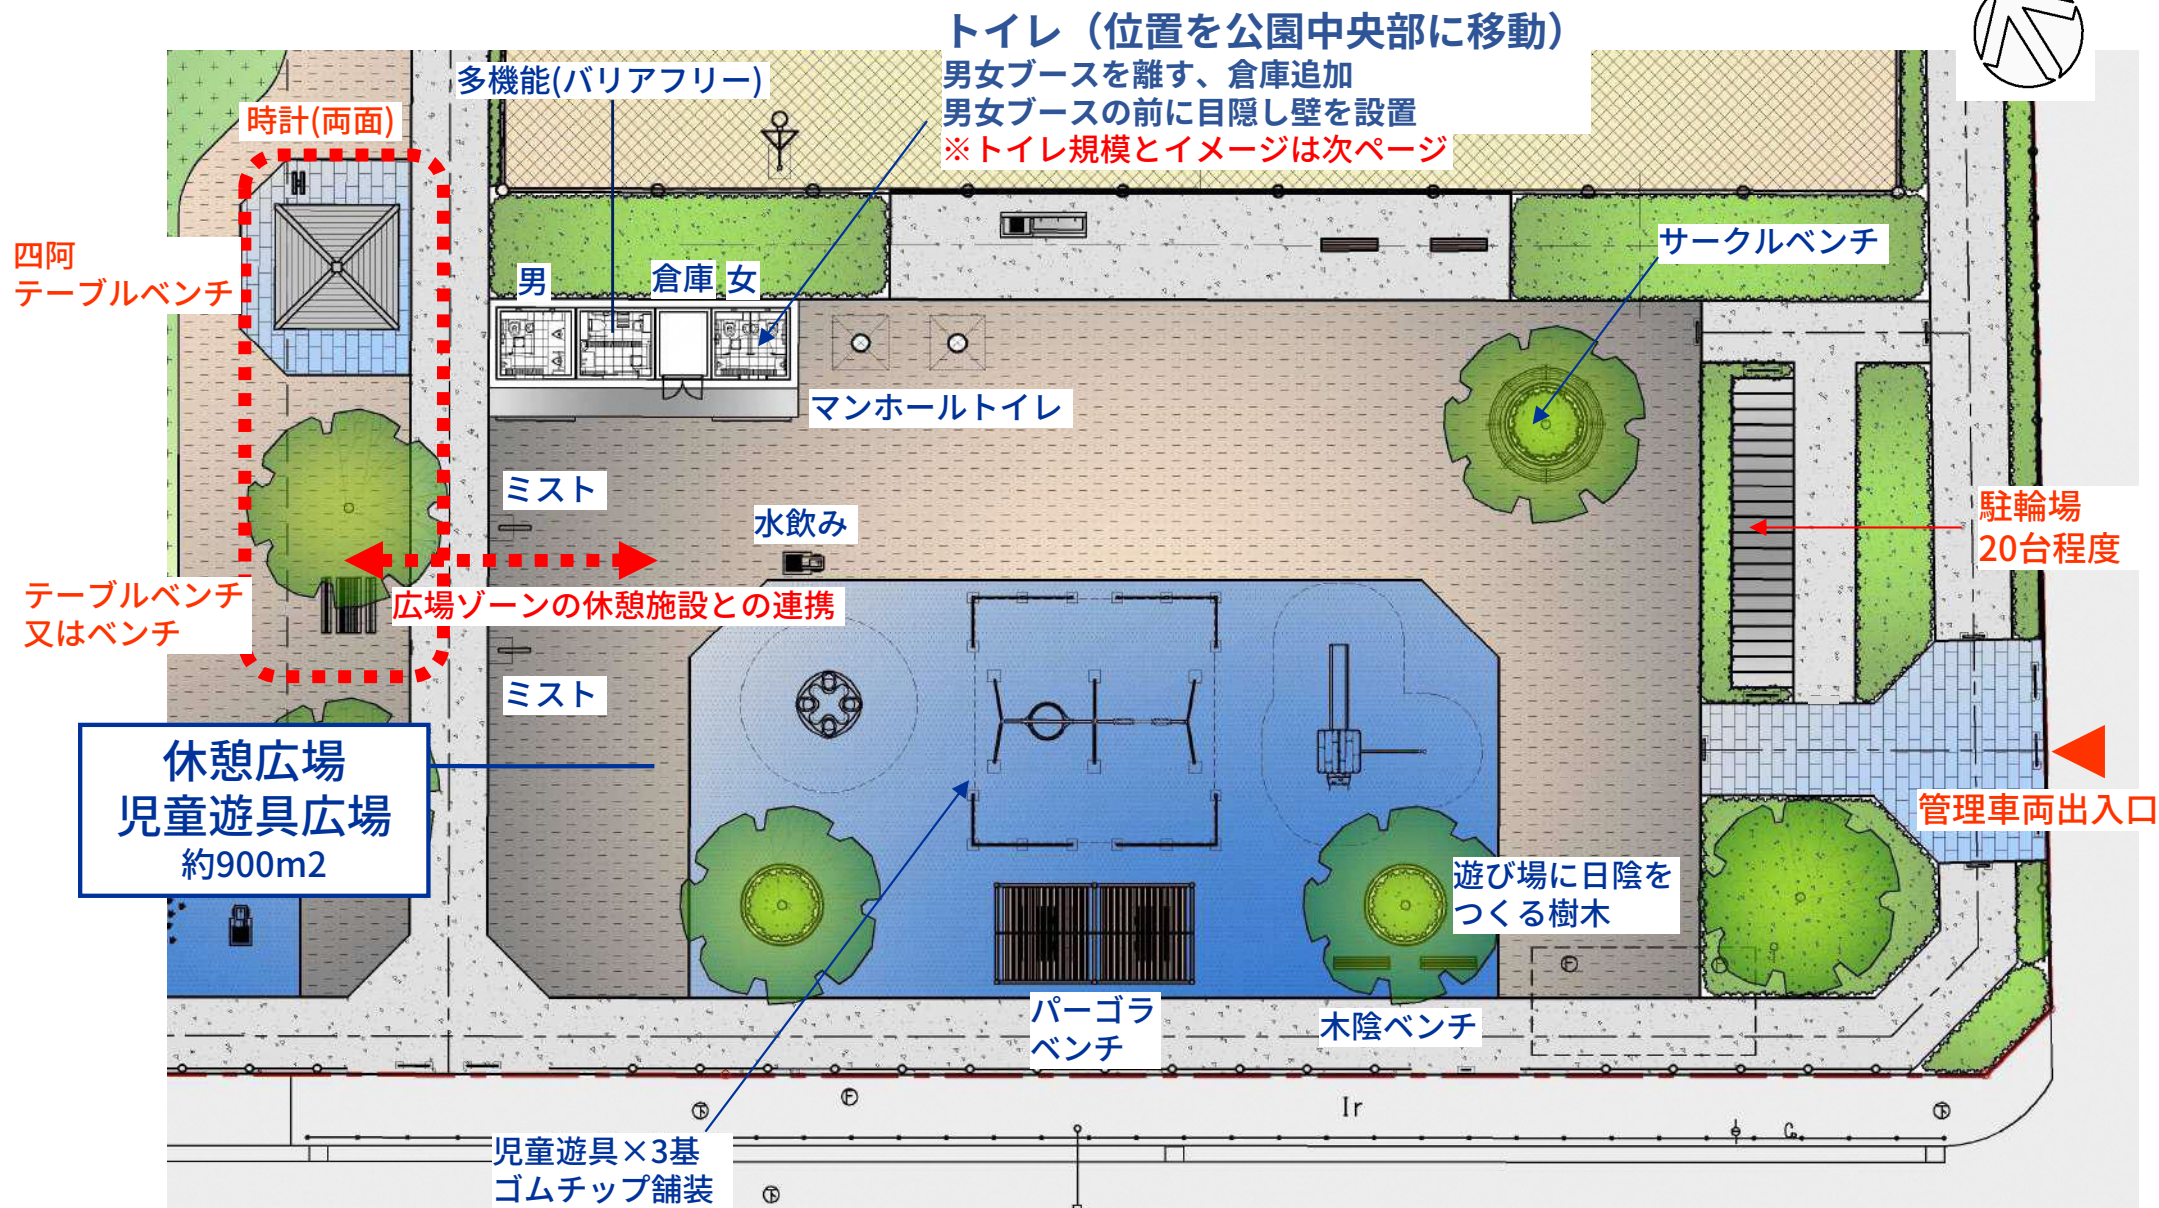 トイレ（位置を公園中央部に移動）
男女ブースを離す、倉庫追加
男女ブースの前に目隠し壁を設置
※トイレ規模とイメージは次ページ
多機能(バリアフリー)
時計(両面)
四阿
テーブルベンチ
サークルベンチ
男
倉庫
女
マンホールトイレ
ミスト
水飲み
駐輪場
20台程度
テーブルベンチ
又はベンチ
広場ゾーンの休憩施設との連携
ミスト
休憩広場
児童遊具広場
約900m2
管理車両出入口
遊び場に日陰を
つくる樹木
パーゴラ
ベンチ
木陰ベンチ
児童遊具×3基
ゴムチップ舗装
Ir